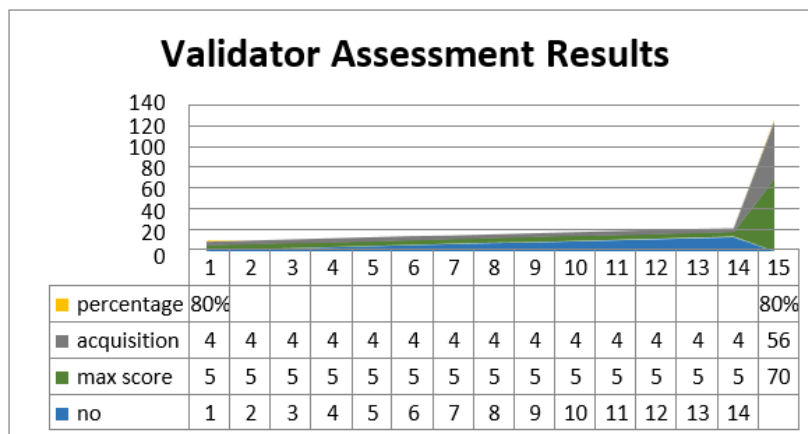 Validator Assessment Results
140
120
100
80
60
40
20
0
1 2 3 4 5 6 7 8 9 10 11 12 13 14 15
percentage 80% 80%
acquisition 4 4 4 4 4 4 4 4 4 4 4 4 4 4 56
max score 5 5 5 5 5 5 5 5 5 5 5 5 5 5 70
no 1 2 3 4 5 6 7 8 9 10 11 12 13 14